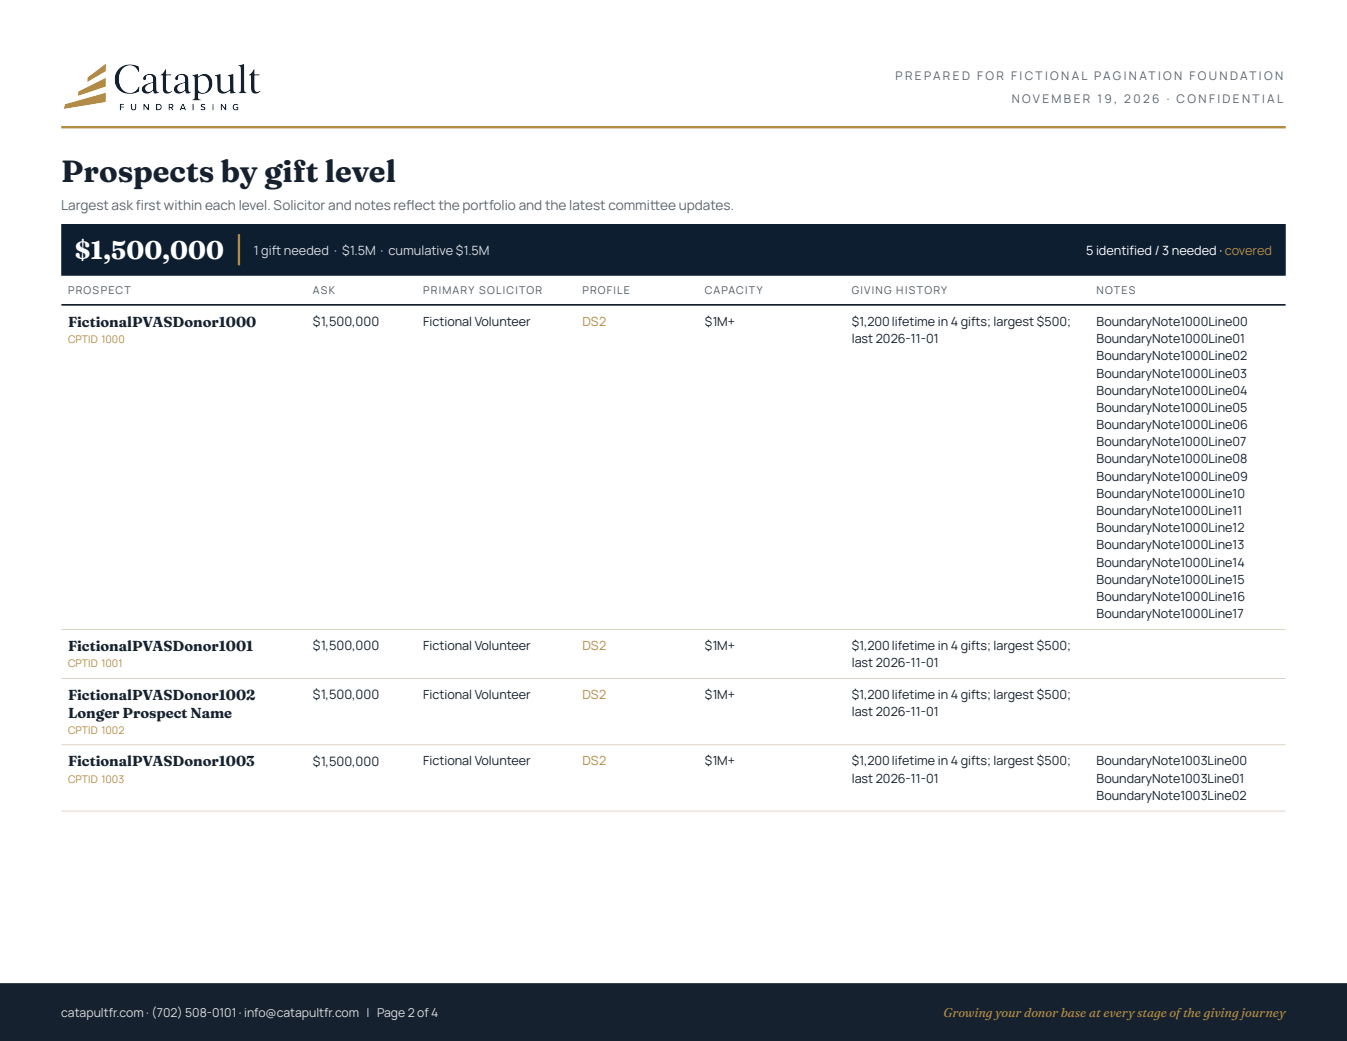 Catapult
FUNDRAISING
PREPARED FOR FICTIONAL PAGINATION FOUNDATION
NOVEMBER 19, 2026 · CONFIDENTIAL
Prospects by gift level
Largest ask first within each level. Solicitor and notes reflect the portfolio and the latest committee updates.
$1,500,000 1 gift needed · $1.5M · cumulative $1.5M 5 identified / 3 needed · covered
PROSPECT ASK PRIMARY SOLICITOR PROFILE CAPACITY GIVING HISTORY NOTES
FictionalPVASDonor1000 $1,500,000 Fictional Volunteer DS2 $1M+ $1,200 lifetime in 4 gifts; largest $500; BoundaryNote1000Line00
CPTID 1000 last 2026-11-01 BoundaryNote1000Line01
BoundaryNote1000Line02
BoundaryNote1000Line03
BoundaryNote1000Line04
BoundaryNote1000Line05
BoundaryNote1000Line06
BoundaryNote1000Line07
BoundaryNote1000Line08
BoundaryNote1000Line09
BoundaryNote1000Line10
BoundaryNote1000Line11
BoundaryNote1000Line12
BoundaryNote1000Line13
BoundaryNote1000Line14
BoundaryNote1000Line15
BoundaryNote1000Line16
BoundaryNote1000Line17
FictionalPVASDonor1001 $1,500,000 Fictional Volunteer DS2 $1M+ $1,200 lifetime in 4 gifts; largest $500;
CPTID 1001 last 2026-11-01
FictionalPVASDonor1002 $1,500,000 Fictional Volunteer DS2 $1M+ $1,200 lifetime in 4 gifts; largest $500;
Longer Prospect Name last 2026-11-01
CPTID 1002
FictionalPVASDonor1003 $1,500,000 Fictional Volunteer DS2 $1M+ $1,200 lifetime in 4 gifts; largest $500; BoundaryNote1003Line00
CPTID 1003 last 2026-11-01 BoundaryNote1003Line01
BoundaryNote1003Line02
catapultfr.com · (702) 508-0101 · info@catapultfr.com | Page 2 of 4 Growing your donor base at every stage of the giving journey